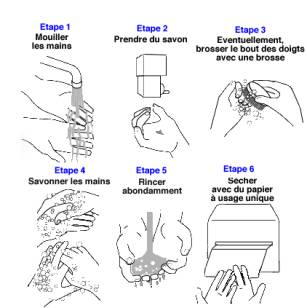 Etape 1
Mouiller
les mains
Etape 2
Prendre du savon
Etape 3
Eventuellement,
brosser le bout des doigts
avec une brosse
Etape 4
Savonner les mains
Etape 5
Rincer
abondamment
Etape 6
Sécher
avec du papier
à usage unique